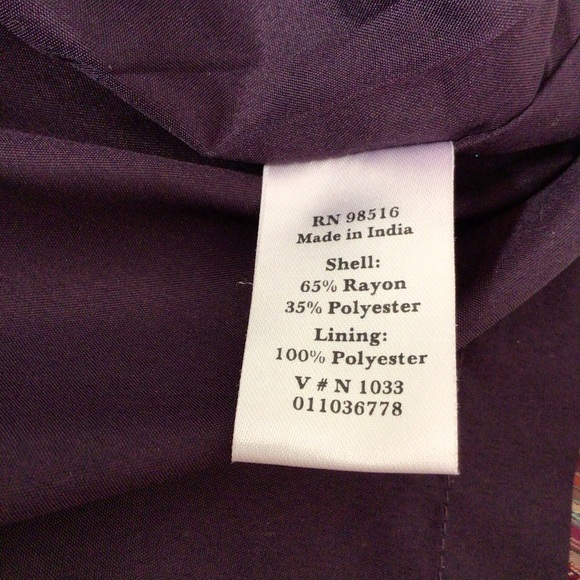 RN 98516
Made in India
Shell:
65% Rayon
35% Polyester
Lining:
100% Polyester
V # N 1033
011036778